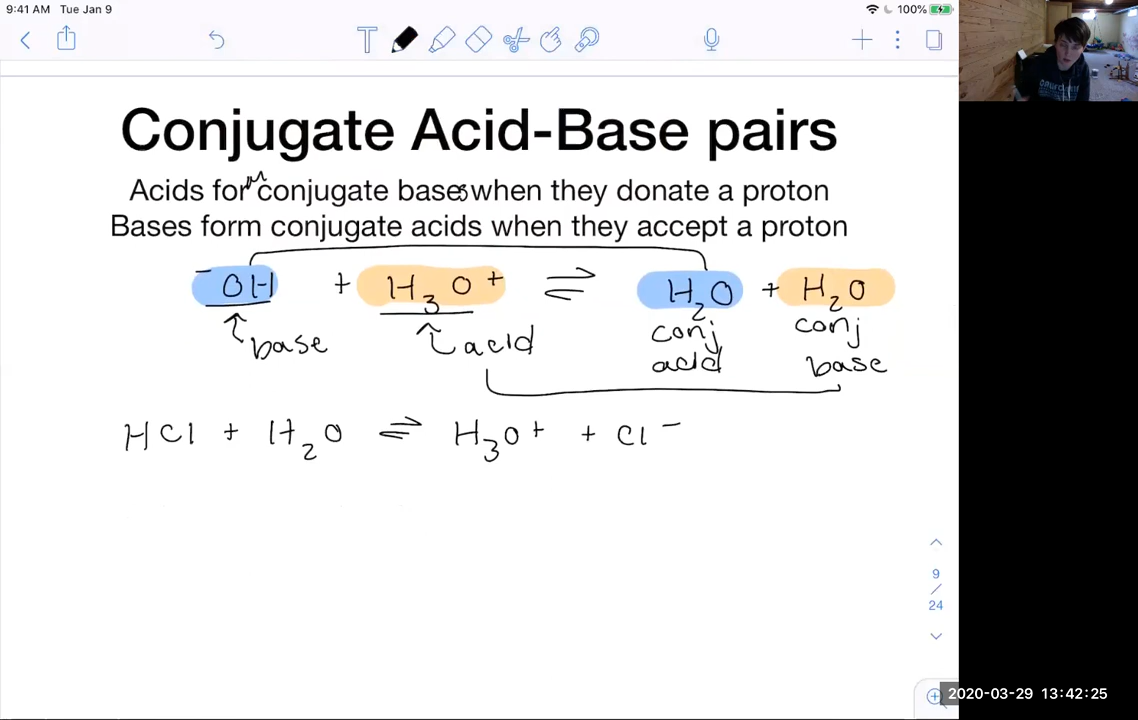 9:41 AM Tue Jan 9
100%
T
Conjugate Acid-Base pairs
Acids form conjugate bases when they donate a proton
Bases form conjugate acids when they accept a proton
⁻OH + H₃O⁺ ⇌ H₂O + H₂O
base
acid
conj acid
conj base
HCl + H₂O ⇌ H₃O⁺ + Cl⁻
9
/
24
2020-03-29 13:42:25